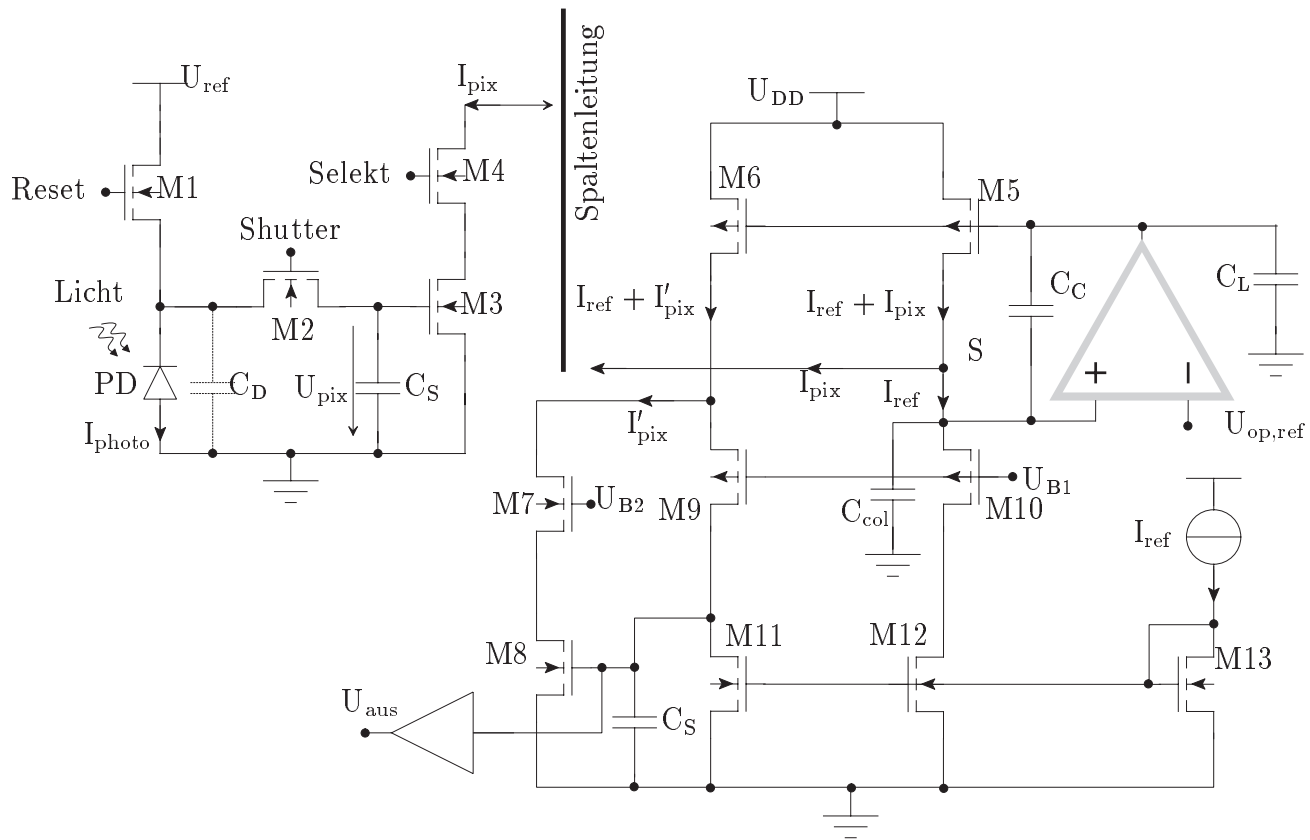 U_ref
I_pix
Spaltenleitung
U_DD
Reset
M1
Selekt
M4
M6
M5
Shutter
Licht
M2
M3
I_ref + I'_pix
I_ref + I_pix
C_C
C_L
S
PD
C_D
U_pix
C_S
I_pix
I_ref
+
−
I_photo
I'_pix
U_op,ref
M7
U_B2
M9
C_col
M10
U_B1
I_ref
M8
M11
M12
M13
U_aus
C_S